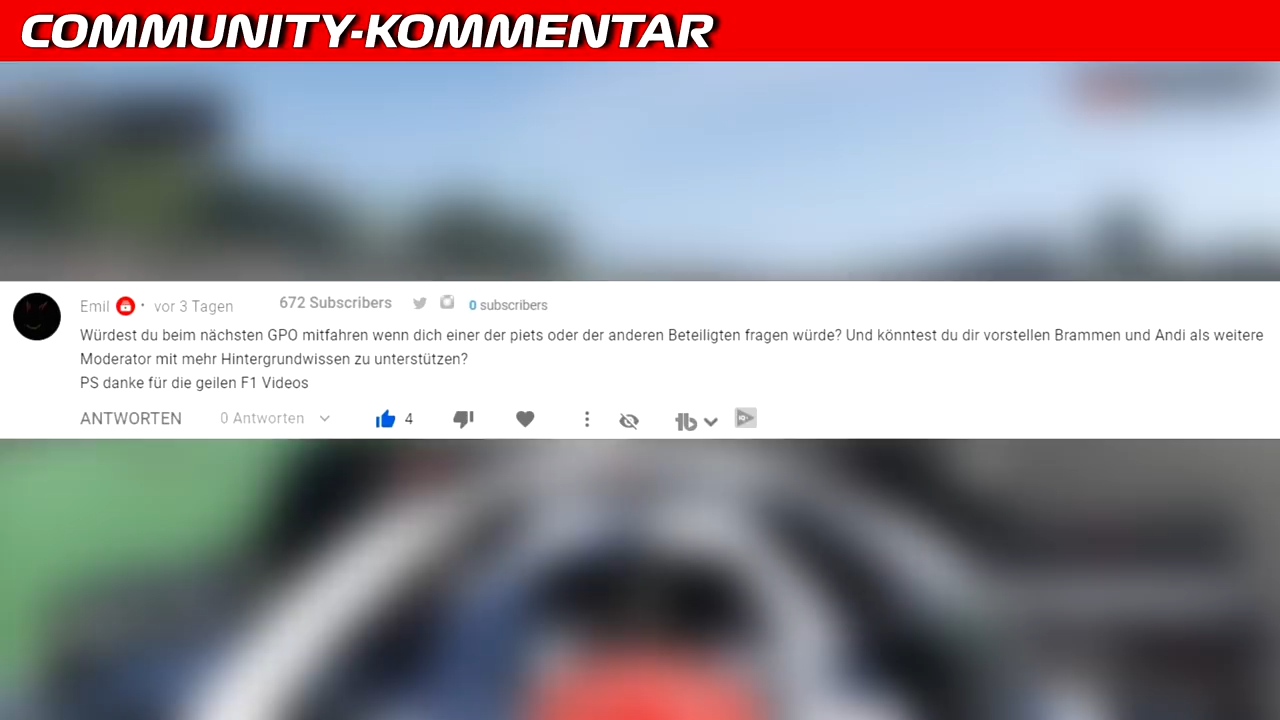 COMMUNITY-KOMMENTAR
Emil · vor 3 Tagen 672 Subscribers 0 subscribers
Würdest du beim nächsten GPO mitfahren wenn dich einer der piets oder der anderen Beteiligten fragen würde? Und könntest du dir vorstellen Brammen und Andi als weitere
Moderator mit mehr Hintergrundwissen zu unterstützen?
PS danke für die geilen F1 Videos
ANTWORTEN 0 Antworten 4